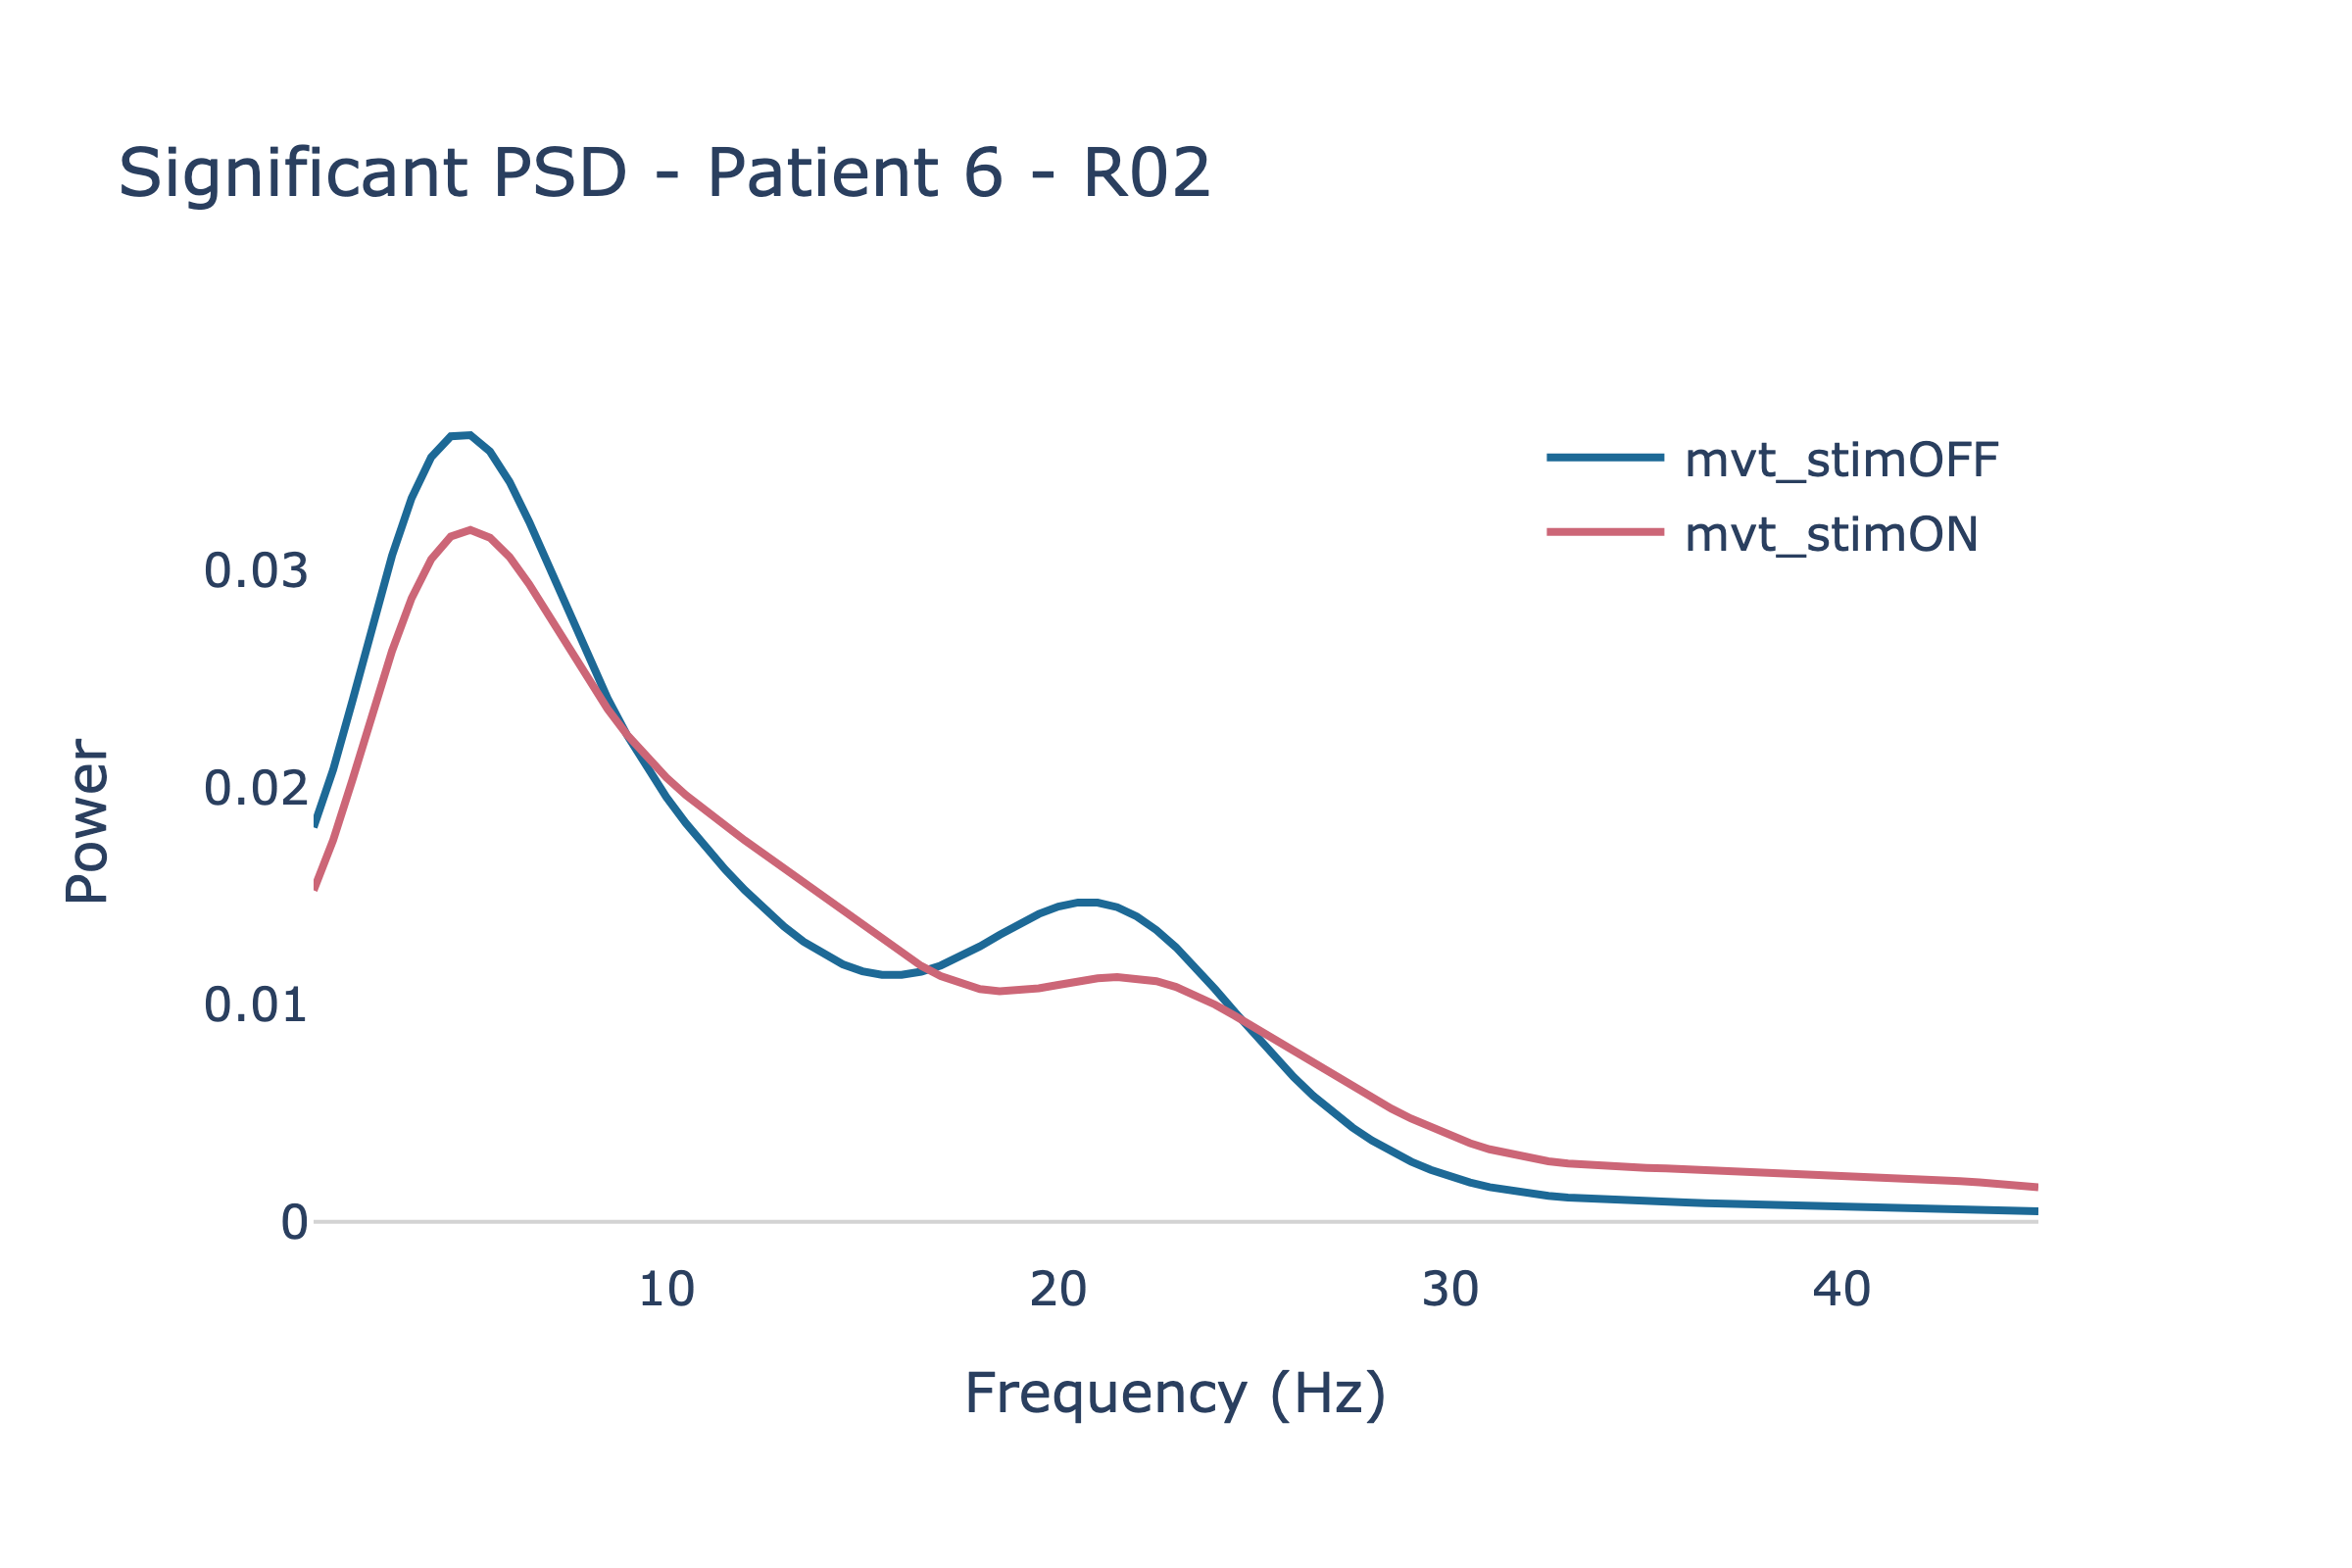 Significant PSD - Patient 6 - R02
mvt_stimOFF
mvt_stimON
0.03
0.02
0.01
0
Power
10 20 30 40
Frequency (Hz)